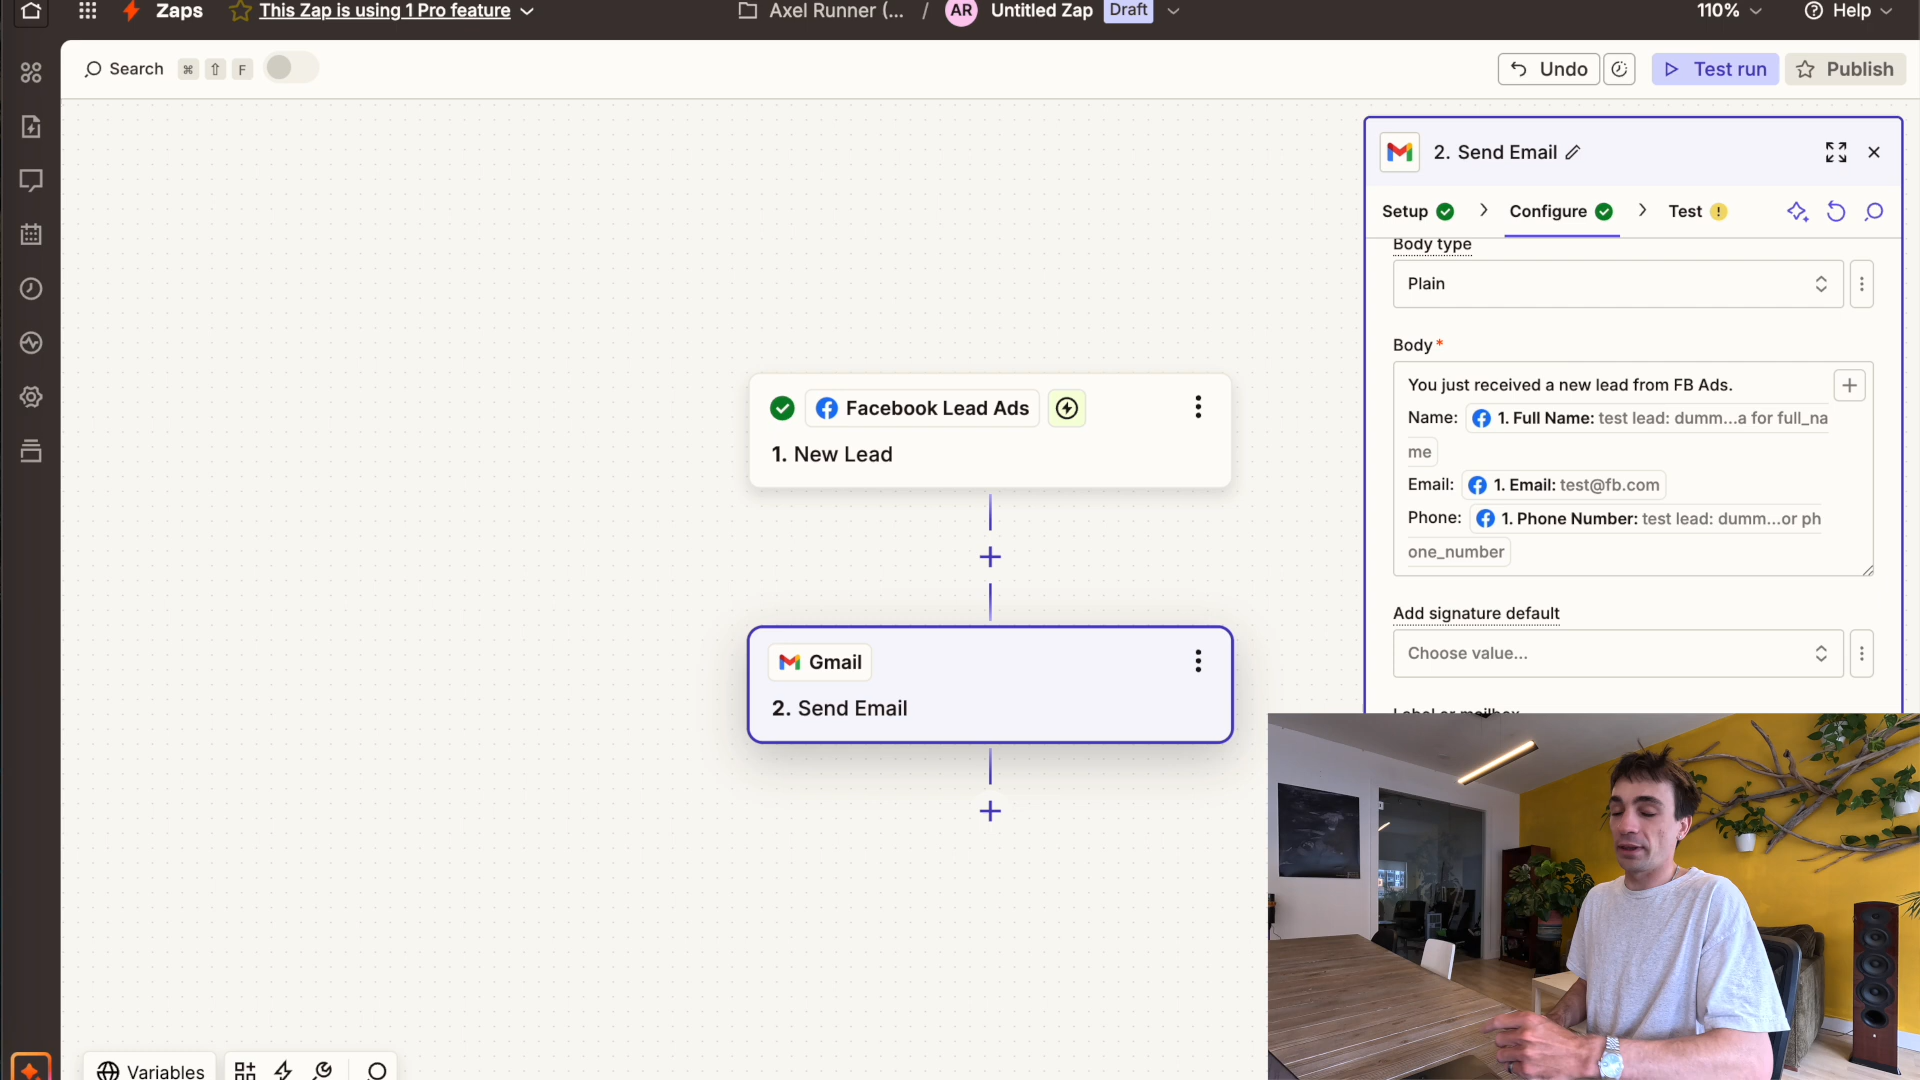 Zaps
This Zap is using 1 Pro feature
Axel Runner (...
/
AR
Untitled Zap
Draft
110%
Help
Search
⌘ ⇧ F
Undo
Test run
Publish
2. Send Email
Setup
Configure
Test
Body type
Plain
Body*
You just received a new lead from FB Ads.
Name: 1. Full Name: test lead: dumm...a for full_na
me
Email: 1. Email: test@fb.com
Phone: 1. Phone Number: test lead: dumm...or ph
one_number
Add signature default
Choose value...
Label or mailbox
Facebook Lead Ads
1. New Lead
Gmail
2. Send Email
Variables